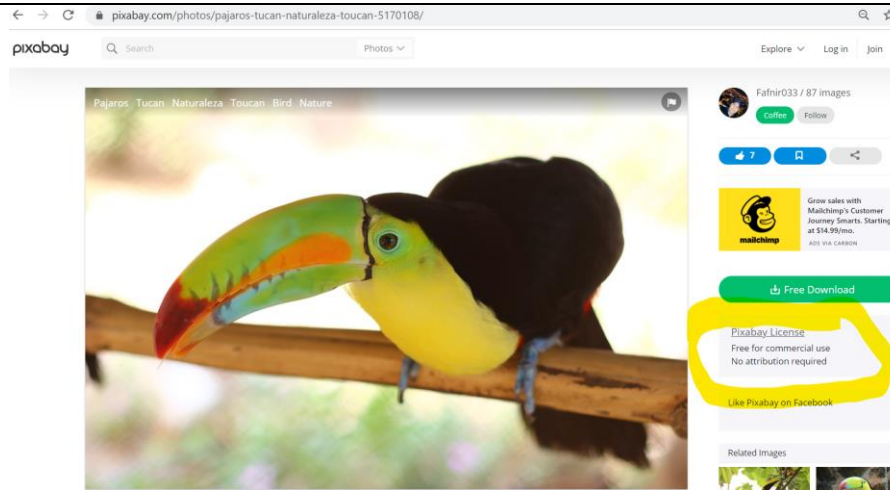 pixabay.com/photos/pajaros-tucan-naturaleza-toucan-5170108/
pixabay
Search
Photos
Explore
Log in
Join
Pajaros Tucan Naturaleza Toucan Bird Nature
Fafnir033 / 87 images
Coffee
Follow
7
mailchimp
Grow sales with
Mailchimp's Customer
Journey Smarts. Starting
at $14.99/mo.
ADS VIA CARBON
Free Download
Pixabay License
Free for commercial use
No attribution required
Like Pixabay on Facebook
Related Images